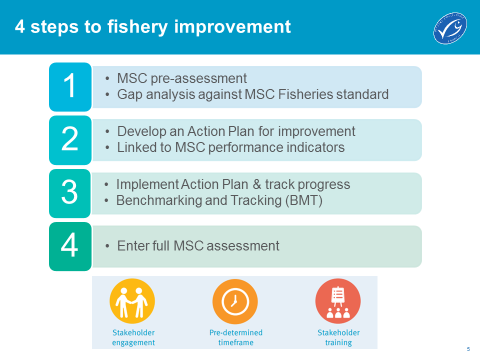 4 steps to fishery improvement
1
• MSC pre-assessment
• Gap analysis against MSC Fisheries standard
2
• Develop an Action Plan for improvement
• Linked to MSC performance indicators
3
• Implement Action Plan & track progress
• Benchmarking and Tracking (BMT)
4
• Enter full MSC assessment
Stakeholder
engagement
Pre-determined
timeframe
Stakeholder
training
5